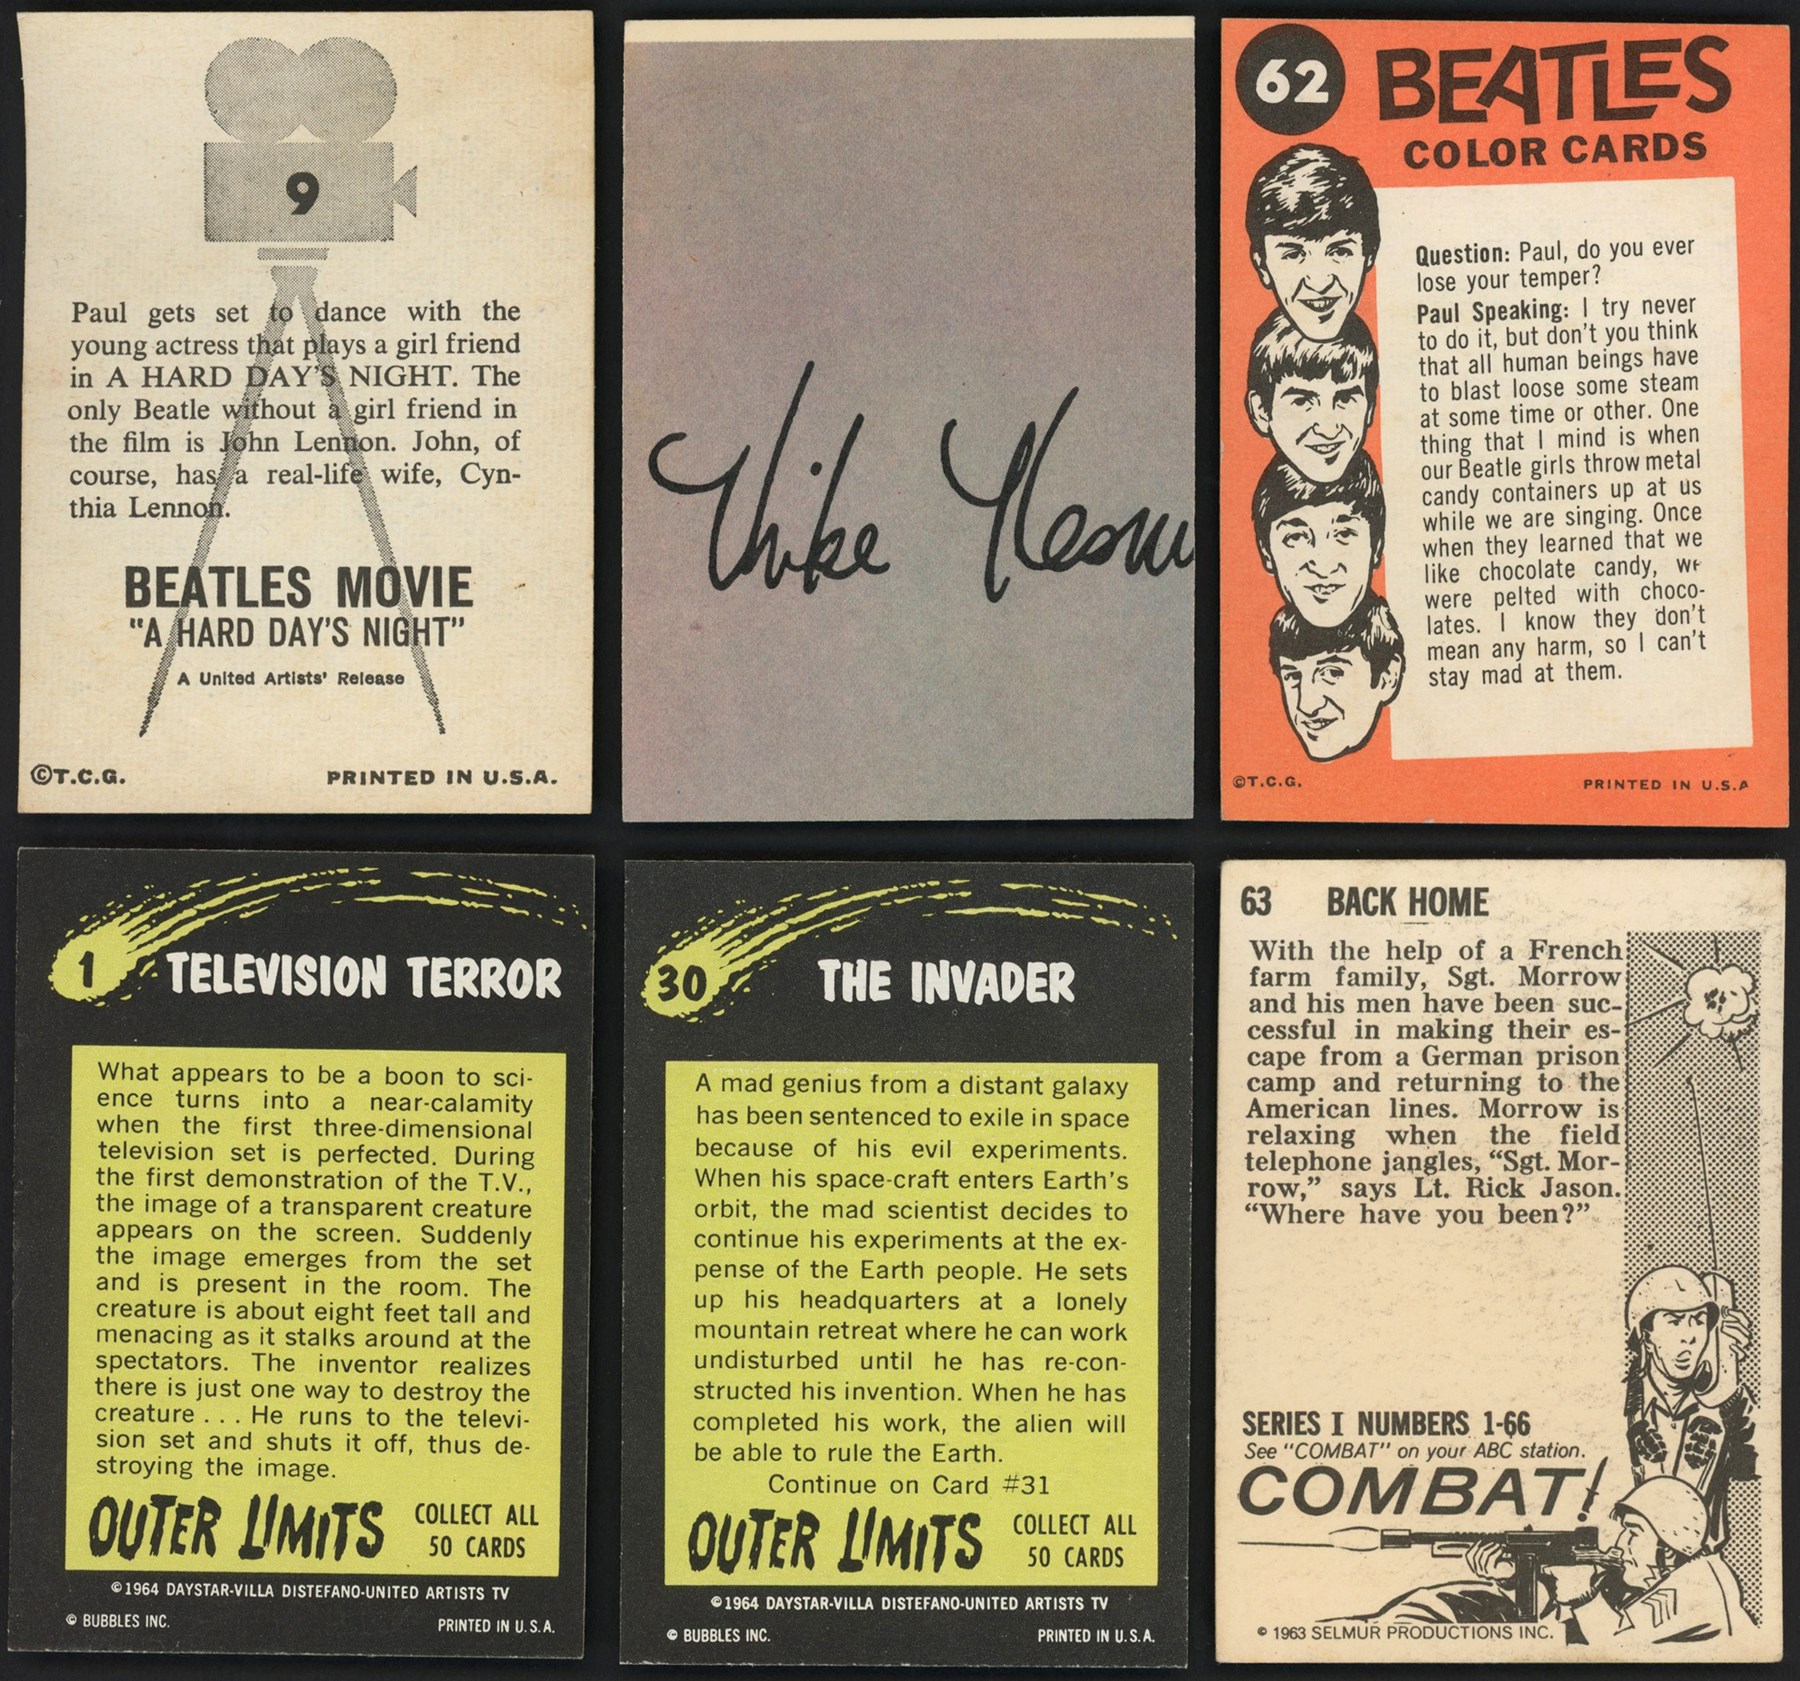 9
Paul gets set to dance with the
young actress that plays a girl friend
in A HARD DAY'S NIGHT. The
only Beatle without a girl friend in
the film is John Lennon. John, of
course, has a real-life wife, Cyn-
thia Lennon.
BEATLES MOVIE
"A HARD DAY'S NIGHT"
A United Artists' Release
©T.C.G. PRINTED IN U.S.A.
Mike Nesm
62 BEATLES
COLOR CARDS
Question: Paul, do you ever
lose your temper?
Paul Speaking: I try never
to do it, but don't you think
that all human beings have
to blast loose some steam
at some time or other. One
thing that I mind is when
our Beatle girls throw metal
candy containers up at us
while we are singing. Once
when they learned that we
like chocolate candy, we
were pelted with choco-
lates. I know they don't
mean any harm, so I can't
stay mad at them.
©T.C.G. PRINTED IN U.S.A
1 TELEVISION TERROR
What appears to be a boon to sci-
ence turns into a near-calamity
when the first three-dimensional
television set is perfected. During
the first demonstration of the T.V.,
the image of a transparent creature
appears on the screen. Suddenly
the image emerges from the set
and is present in the room. The
creature is about eight feet tall and
menacing as it stalks around at the
spectators. The inventor realizes
there is just one way to destroy the
creature . . . He runs to the televi-
sion set and shuts it off, thus de-
stroying the image.
OUTER LIMITS COLLECT ALL
50 CARDS
©1964 DAYSTAR-VILLA DISTEFANO-UNITED ARTISTS TV
© BUBBLES INC. PRINTED IN U.S.A.
30 THE INVADER
A mad genius from a distant galaxy
has been sentenced to exile in space
because of his evil experiments.
When his space-craft enters Earth's
orbit, the mad scientist decides to
continue his experiments at the ex-
pense of the Earth people. He sets
up his headquarters at a lonely
mountain retreat where he can work
undisturbed until he has re-con-
structed his invention. When he has
completed his work, the alien will
be able to rule the Earth.
Continue on Card #31
OUTER LIMITS COLLECT ALL
50 CARDS
©1964 DAYSTAR-VILLA DISTEFANO-UNITED ARTISTS TV
© BUBBLES INC. PRINTED IN U.S.A.
63 BACK HOME
With the help of a French
farm family, Sgt. Morrow
and his men have been suc-
cessful in making their es-
cape from a German prison
camp and returning to the
American lines. Morrow is
relaxing when the field
telephone jangles, "Sgt. Mor-
row," says Lt. Rick Jason.
"Where have you been?"
SERIES I NUMBERS 1-66
See "COMBAT" on your ABC station.
COMBAT!
© 1963 SELMUR PRODUCTIONS INC.